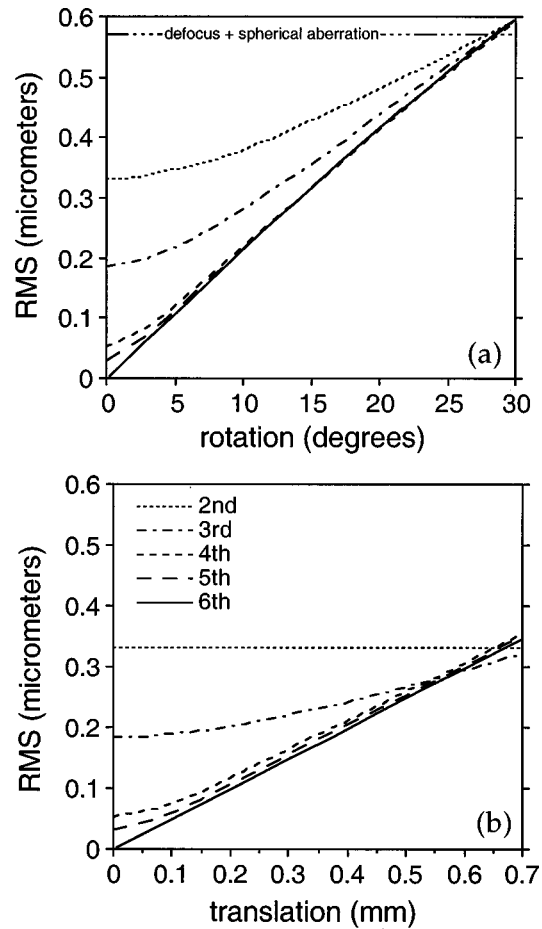 0.6
defocus + spherical aberration
0.5
0.4
0.3
0.2
0.1
0
RMS (micrometers)
(a)
0 5 10 15 20 25 30
rotation (degrees)
0.6
0.5
0.4
0.3
0.2
0.1
0
RMS (micrometers)
2nd
3rd
4th
5th
6th
(b)
0 0.1 0.2 0.3 0.4 0.5 0.6 0.7
translation (mm)